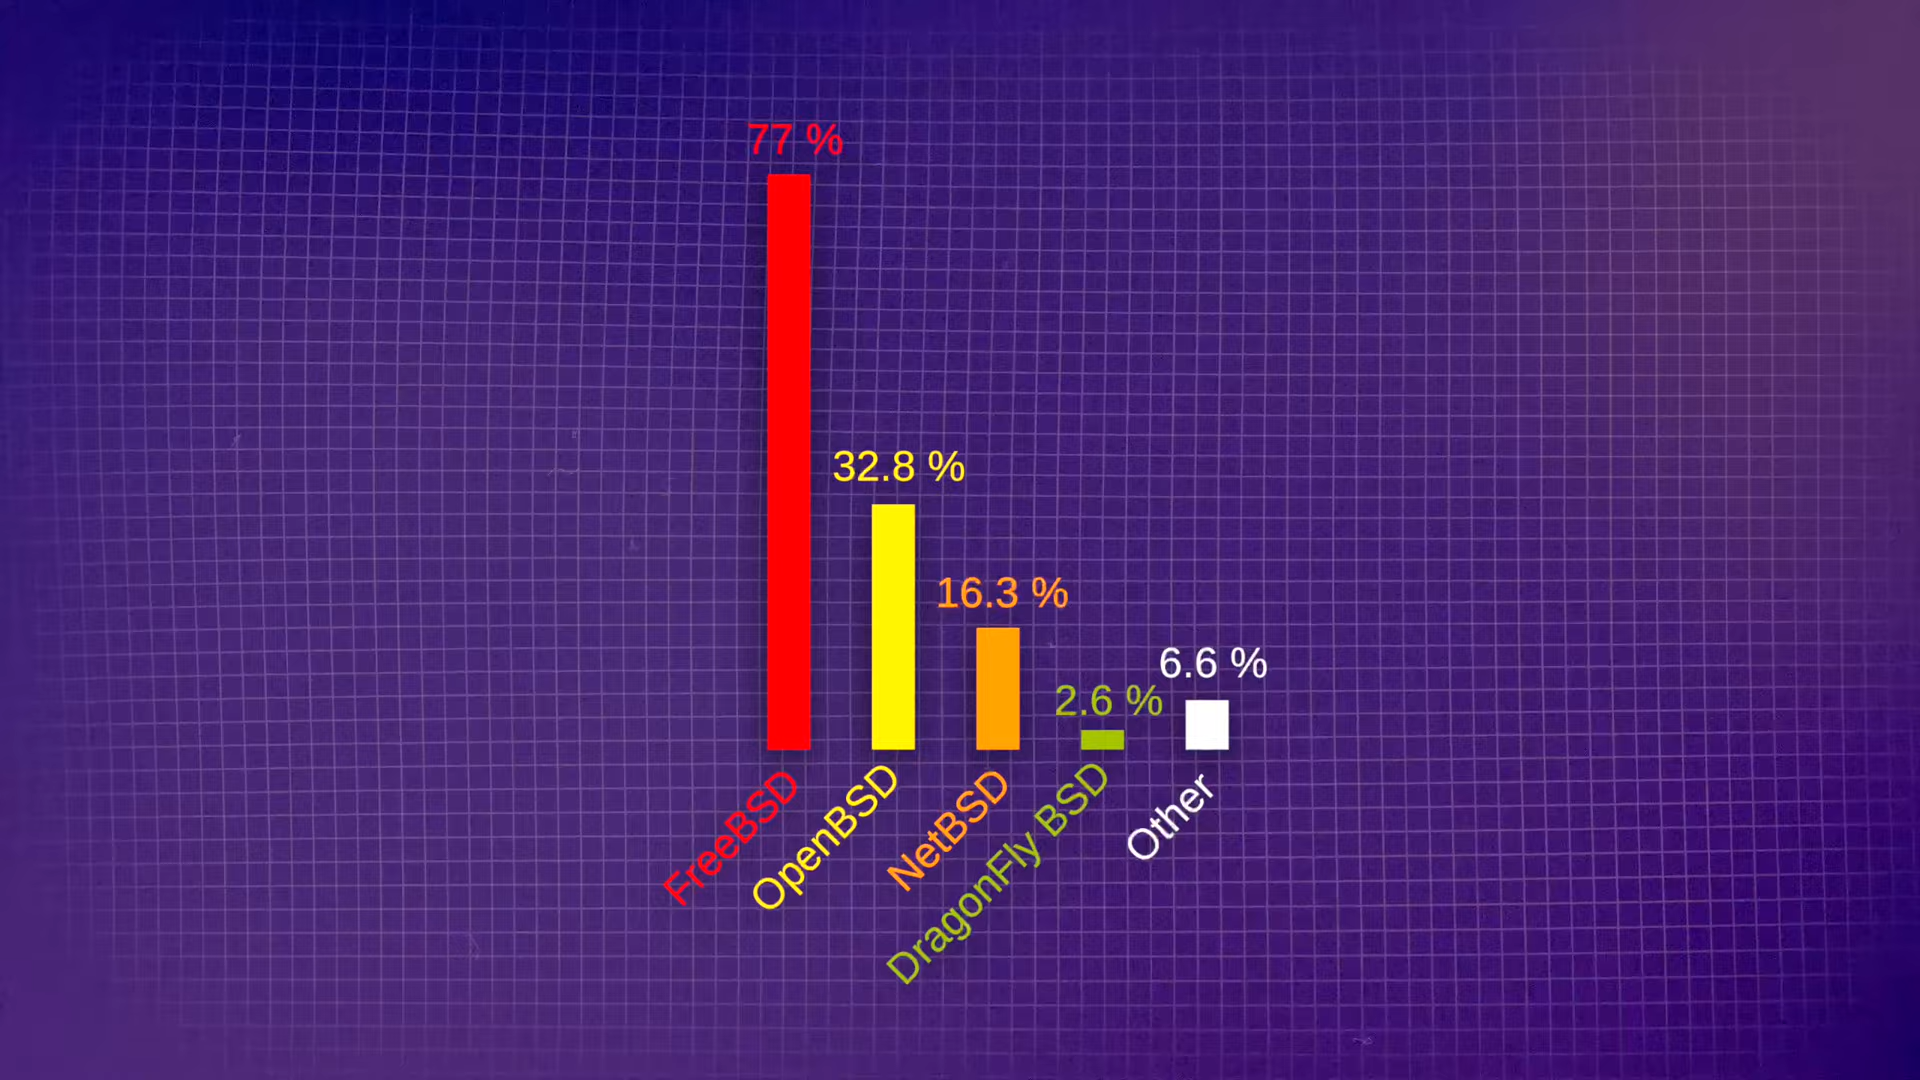 77 %
32.8 %
16.3 %
2.6 %
6.6 %
FreeBSD
OpenBSD
NetBSD
DragonFly BSD
Other